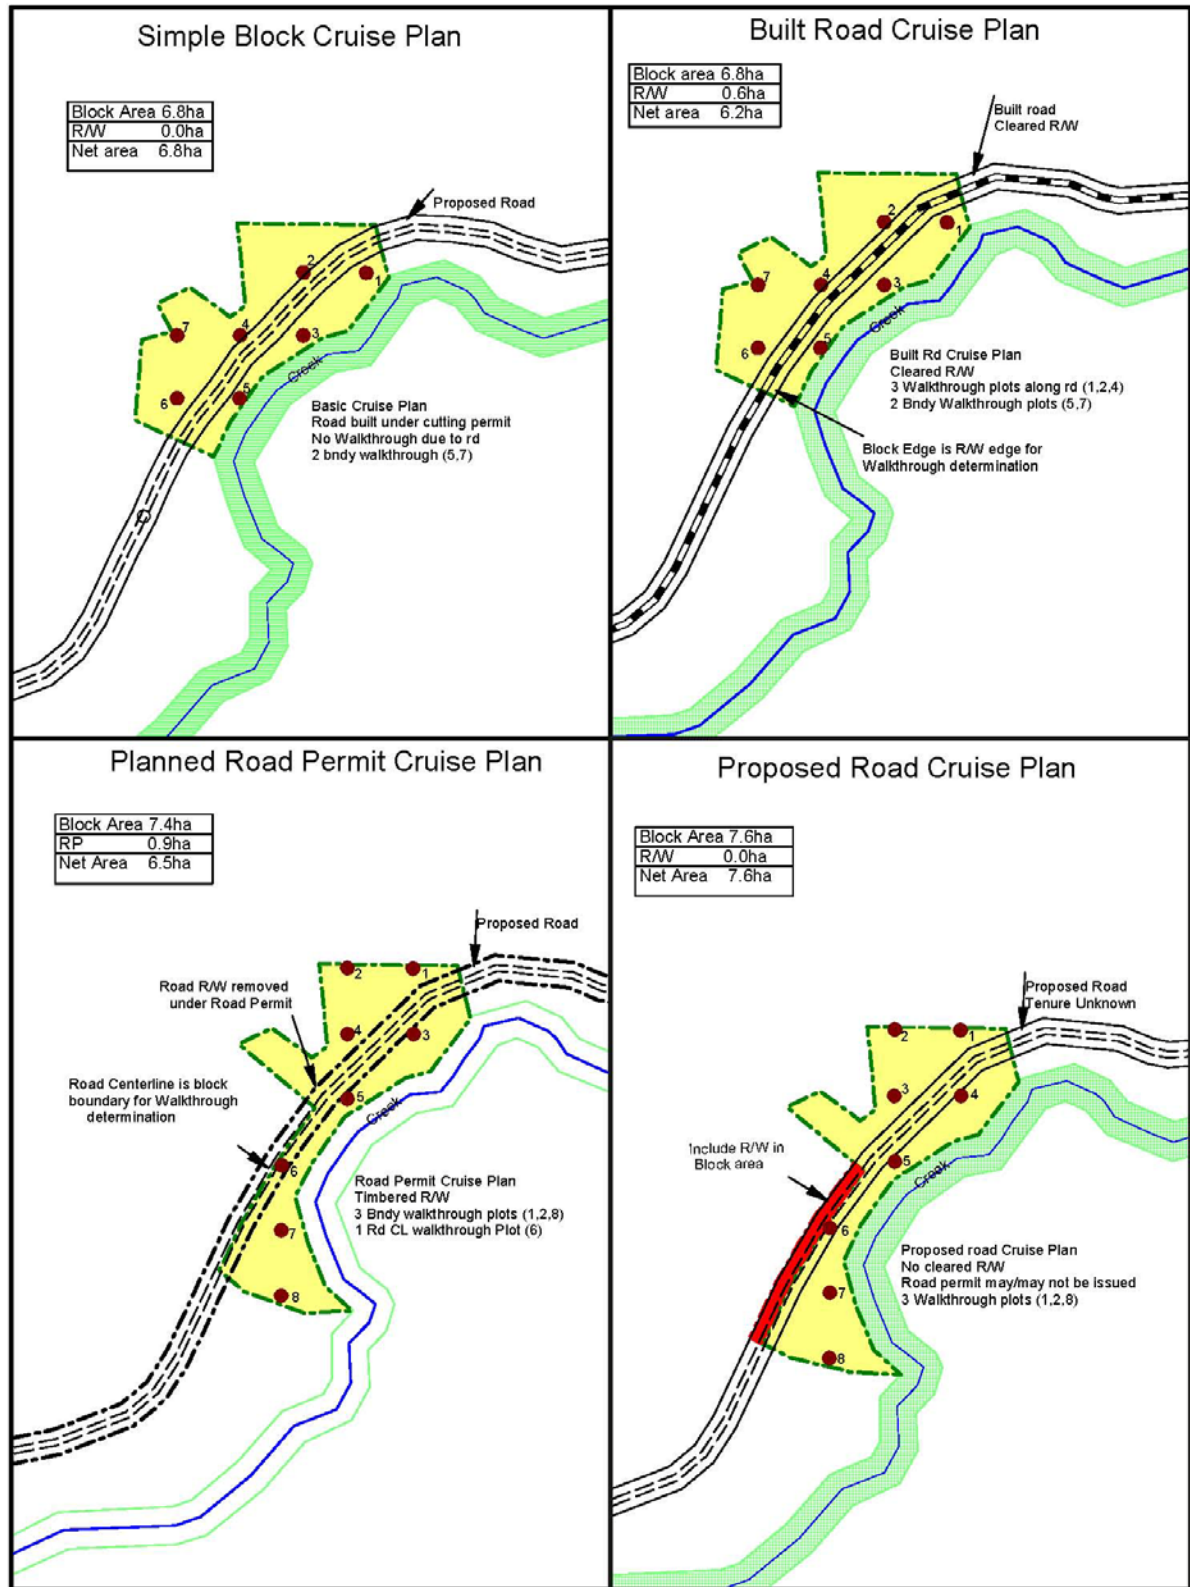 Simple Block Cruise Plan
Block Area 6.8ha
R/W 0.0ha
Net area 6.8ha
Proposed Road
2
1
7
4
3
6
5
Creek
Basic Cruise Plan
Road built under cutting permit
No Walkthrough due to rd
2 bndy walkthrough (5,7)
Built Road Cruise Plan
Block area 6.8ha
R/W 0.6ha
Net area 6.2ha
Built road
Cleared R/W
2
1
7
4
3
6
5
Creek
Built Rd Cruise Plan
Cleared R/W
3 Walkthrough plots along rd (1,2,4)
2 Bndy Walkthrough plots (5,7)
Block Edge is R/W edge for
Walkthrough determination
Planned Road Permit Cruise Plan
Block Area 7.4ha
RP 0.9ha
Net Area 6.5ha
Proposed Road
Road R/W removed
under Road Permit
2
1
4
3
5
Creek
Road Centerline is block
boundary for Walkthrough
determination
6
7
8
Road Permit Cruise Plan
Timbered R/W
3 Bndy walkthrough plots (1,2,8)
1 Rd CL walkthrough Plot (6)
Proposed Road Cruise Plan
Block Area 7.6ha
R/W 0.0ha
Net Area 7.6ha
Proposed Road
Tenure Unknown
2
1
3
4
5
Creek
Include R/W in
Block area
6
7
8
Proposed road Cruise Plan
No cleared R/W
Road permit may/may not be issued
3 Walkthrough plots (1,2,8)